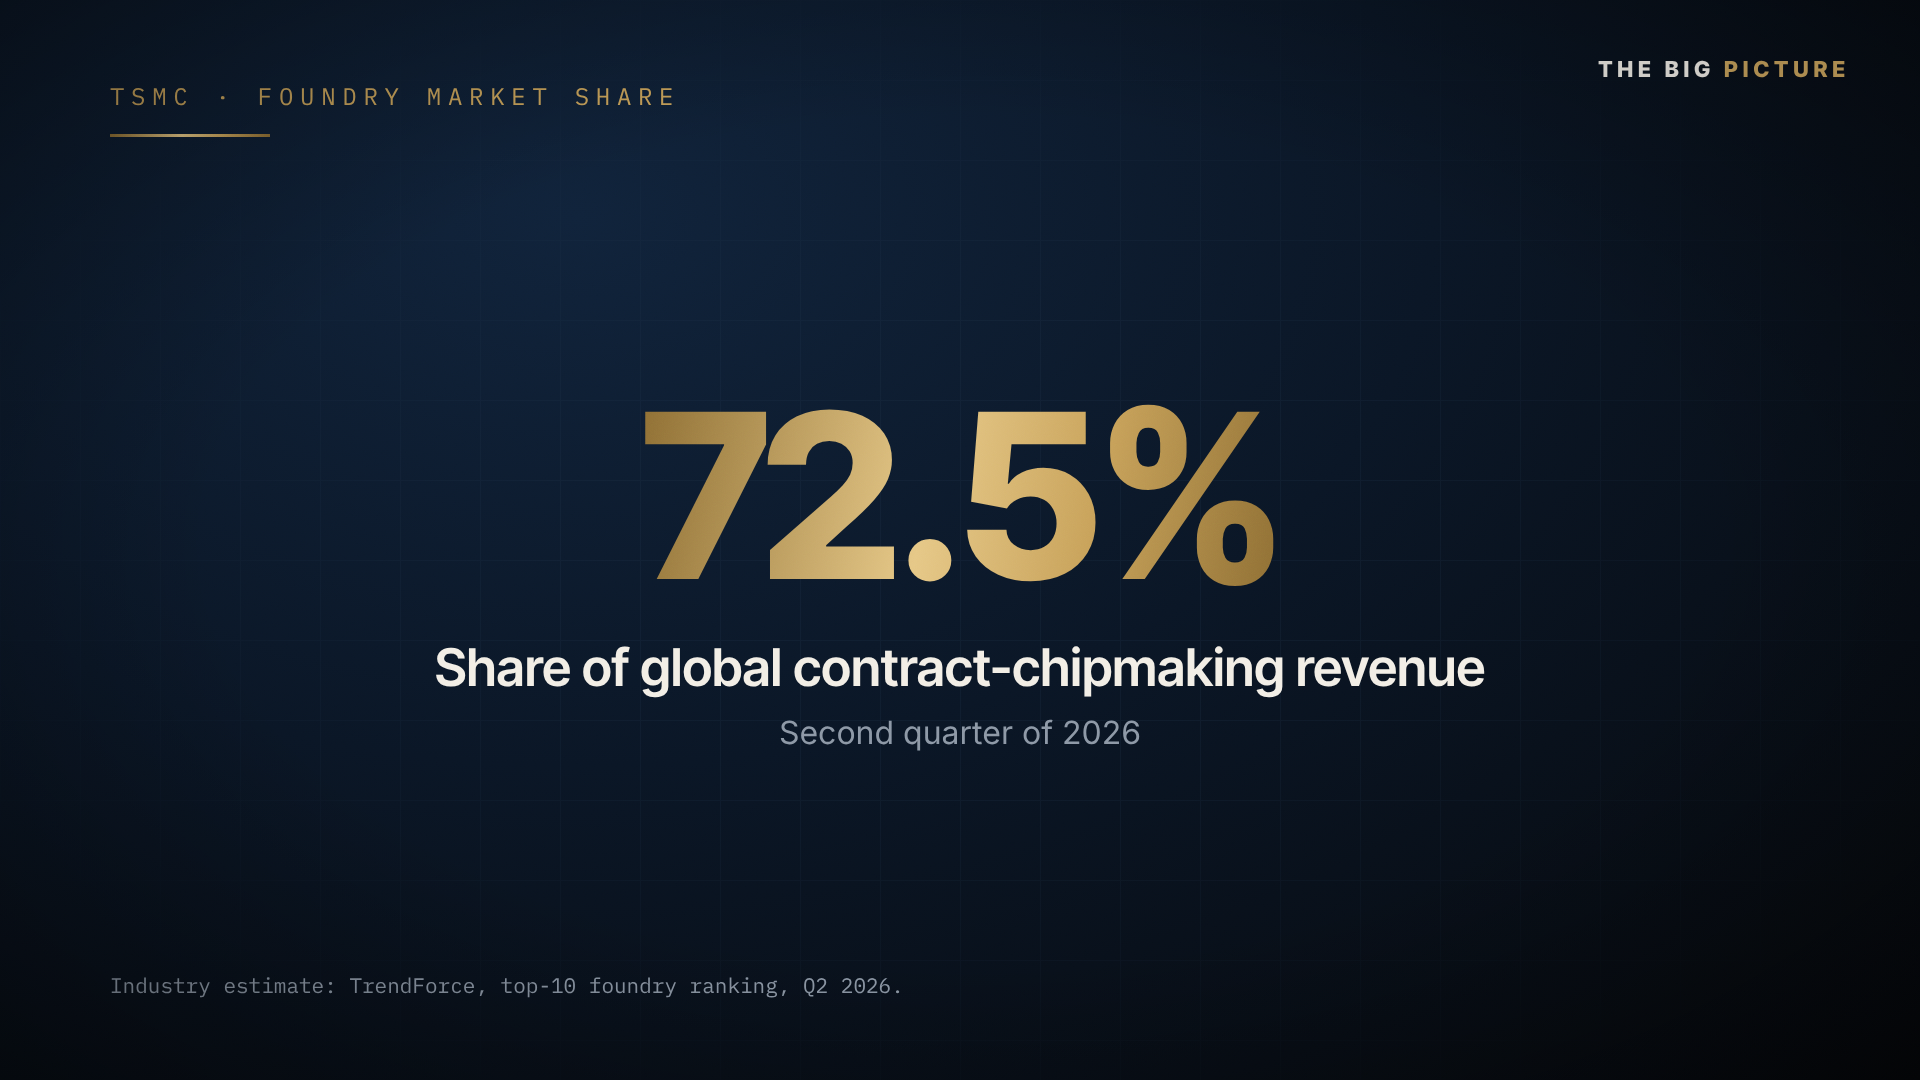 TSMC · FOUNDRY MARKET SHARE
THE BIG PICTURE
72.5%
Share of global contract-chipmaking revenue
Second quarter of 2026
Industry estimate: TrendForce, top-10 foundry ranking, Q2 2026.